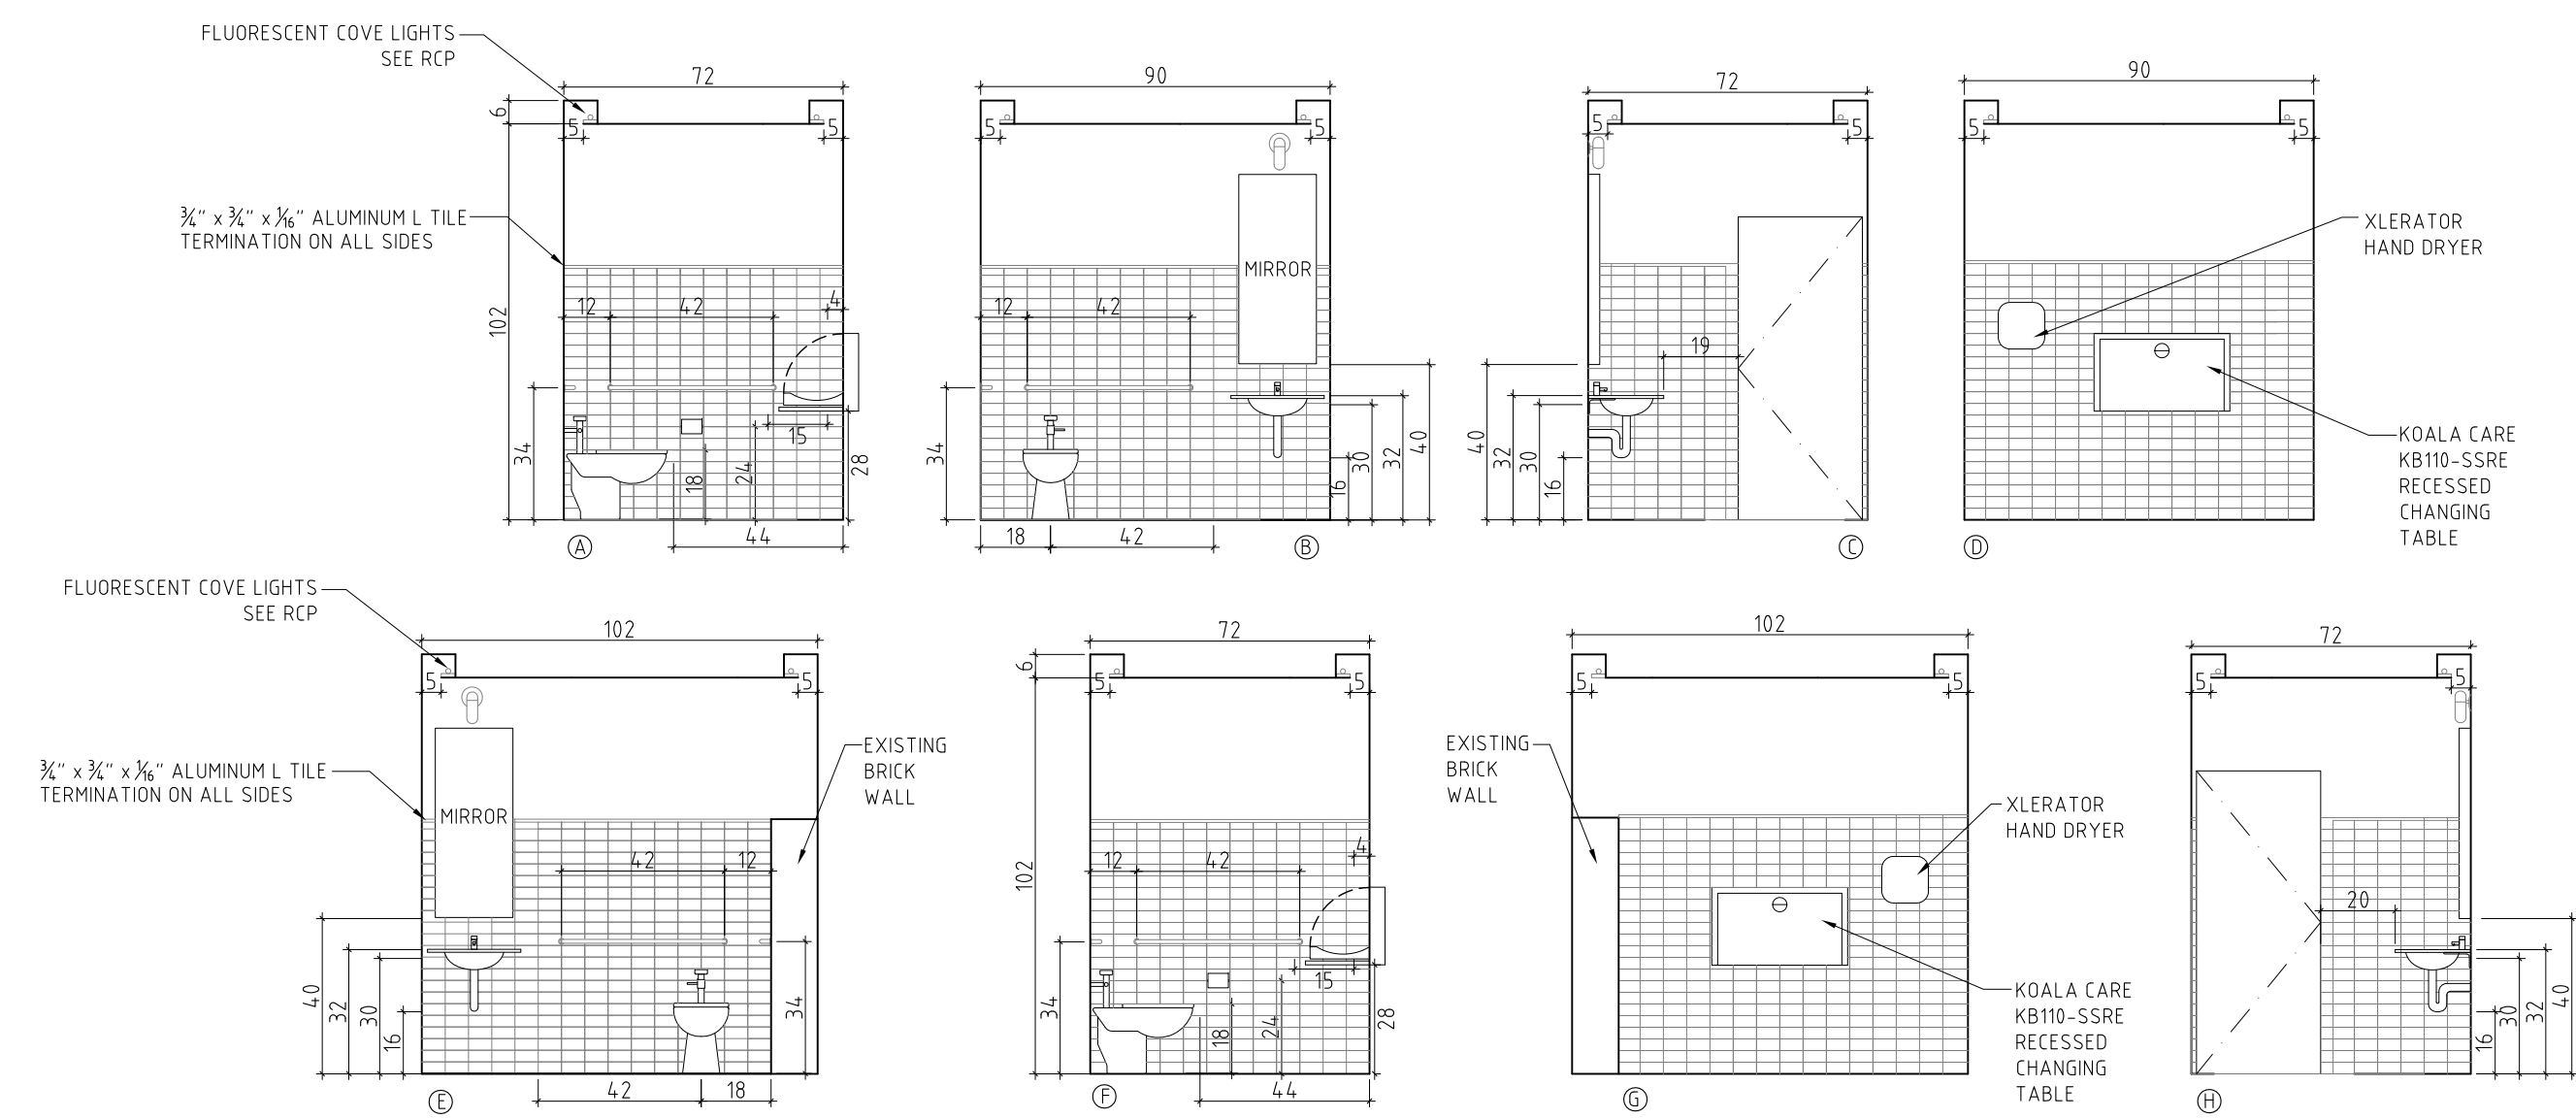 FLUORESCENT COVE LIGHTS
SEE RCP
¾" x ¾" x ⅟16" ALUMINUM L TILE
TERMINATION ON ALL SIDES
72
6
5
5
102
12
42
4
34
15
18
24
28
44
A
90
5
5
MIRROR
12
42
34
16
30
32
40
18
42
B
72
5
5
19
40
32
30
16
C
90
5
5
XLERATOR
HAND DRYER
KOALA CARE
KB110-SSRE
RECESSED
CHANGING
TABLE
D
FLUORESCENT COVE LIGHTS
SEE RCP
¾" x ¾" x ⅟16" ALUMINUM L TILE
TERMINATION ON ALL SIDES
102
5
5
MIRROR
EXISTING
BRICK
WALL
42
12
40
32
30
16
34
42
18
E
72
6
5
5
102
12
42
4
34
15
18
24
28
44
F
102
5
5
EXISTING
BRICK
WALL
XLERATOR
HAND DRYER
KOALA CARE
KB110-SSRE
RECESSED
CHANGING
TABLE
G
72
5
5
20
16
30
32
40
H